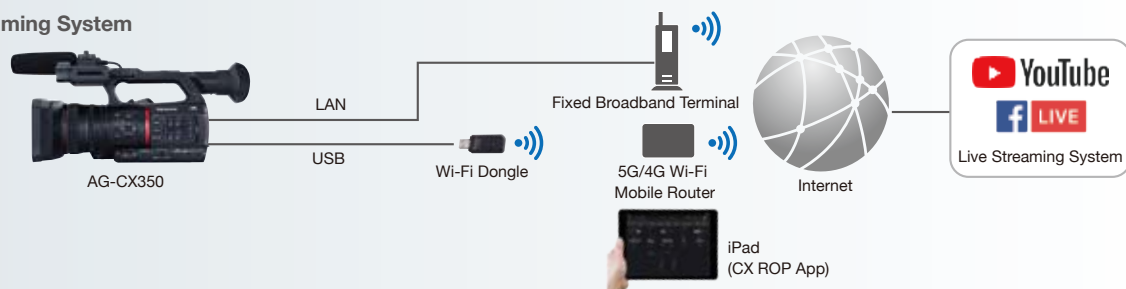 ming System
LAN
Fixed Broadband Terminal
USB
AG-CX350
Wi-Fi Dongle
5G/4G Wi-Fi
Mobile Router
Internet
YouTube
f LIVE
Live Streaming System
iPad
(CX ROP App)